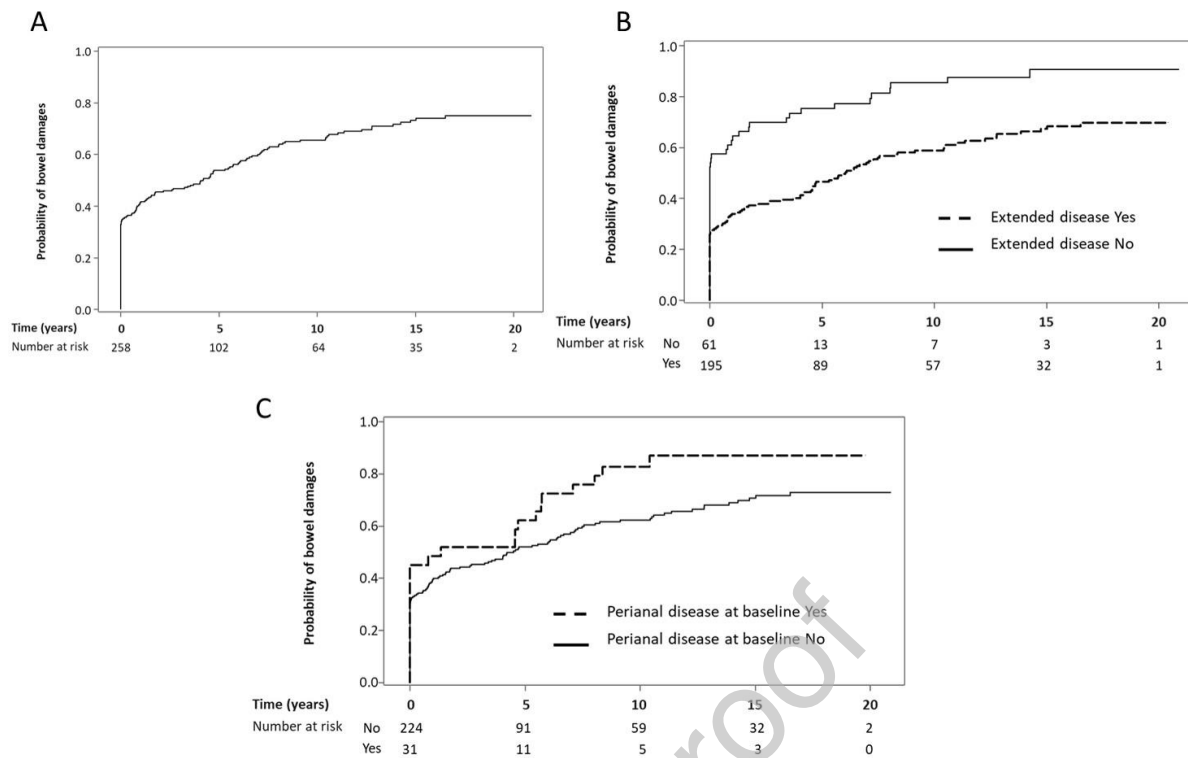 A
Probability of bowel damages
1.0
0.8
0.6
0.4
0.2
0.0
Time (years) 0 5 10 15 20
Number at risk 258 102 64 35 2
B
Probability of bowel damages
1.0
0.8
0.6
0.4
0.2
0.0
Extended disease Yes
Extended disease No
Time (years) 0 5 10 15 20
Number at risk No 61 13 7 3 1
Yes 195 89 57 32 1
C
Probability of bowel damages
1.0
0.8
0.6
0.4
0.2
0.0
Perianal disease at baseline Yes
Perianal disease at baseline No
Time (years) 0 5 10 15 20
Number at risk No 224 91 59 32 2
Yes 31 11 5 3 0
roof